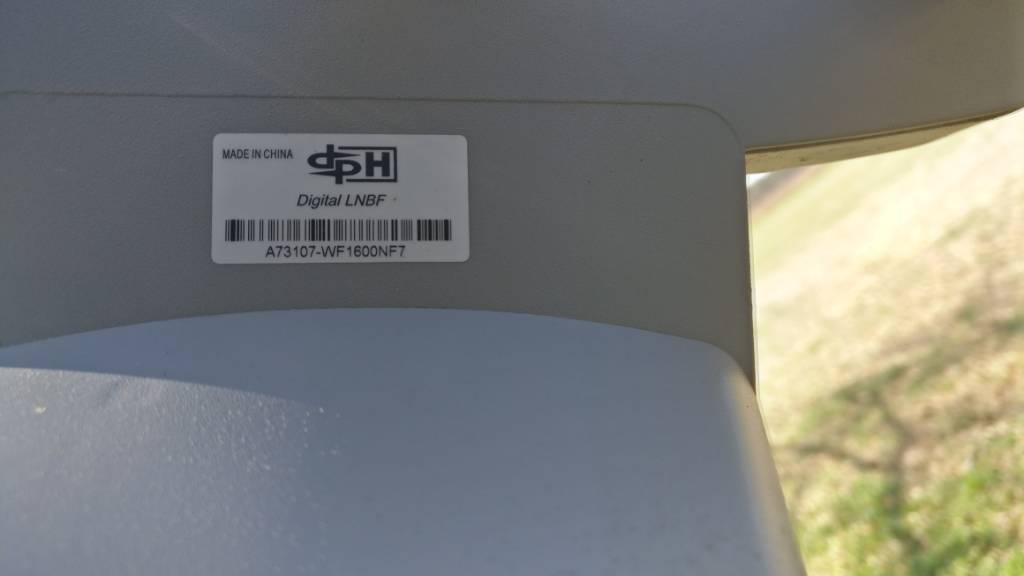 MADE IN CHINA dpH
Digital LNBF
A73107-WF1600NF7